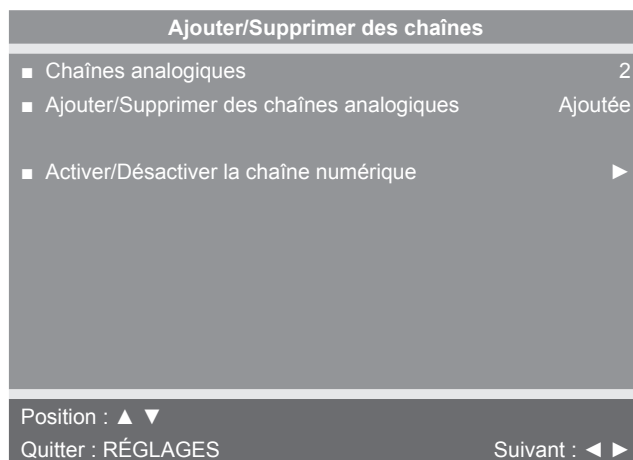 Ajouter/Supprimer des chaînes
■ Chaînes analogiques 2
■ Ajouter/Supprimer des chaînes analogiques Ajoutée
■ Activer/Désactiver la chaîne numérique ►
Position : ▲ ▼
Quitter : RÉGLAGES Suivant : ◄ ►